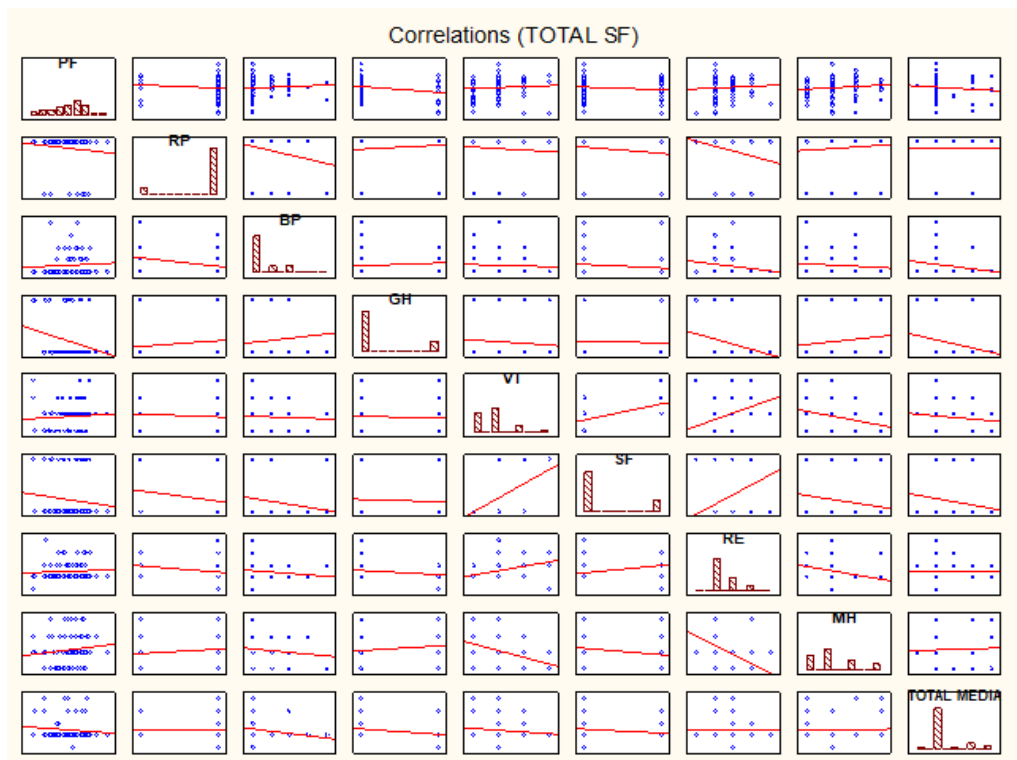 Correlations (TOTAL SF)
PF
RP
BP
GH
VT
SF
RE
MH
TOTAL MEDIA